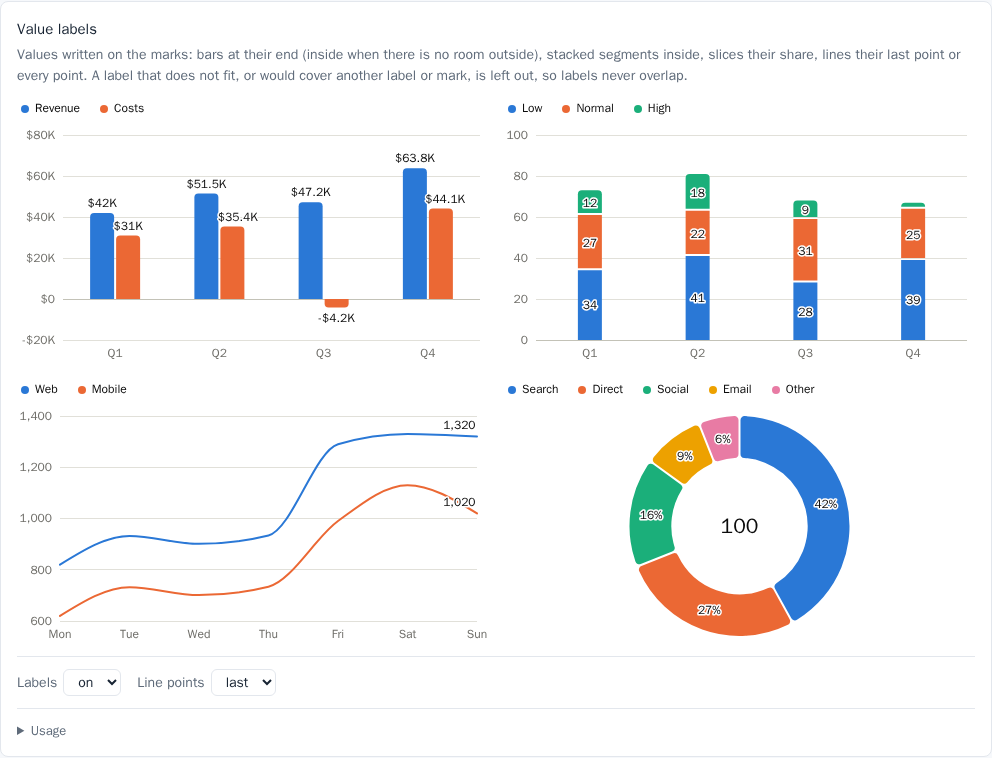 Value labels
Values written on the marks: bars at their end (inside when there is no room outside), stacked segments inside, slices their share, lines their last point or
every point. A label that does not fit, or would cover another label or mark, is left out, so labels never overlap.
Revenue Costs
$80K
$60K
$40K
$20K
$0
-$20K
$42K
$31K
$51.5K
$35.4K
$47.2K
-$4.2K
$63.8K
$44.1K
Q1 Q2 Q3 Q4
Low Normal High
100
80
60
40
20
0
12
27
34
18
22
41
9
31
28
25
39
Q1 Q2 Q3 Q4
Web Mobile
1,400
1,200
1,000
800
600
1,320
1,020
Mon Tue Wed Thu Fri Sat Sun
Search Direct Social Email Other
6%
9%
42%
16%
100
27%
Labels on Line points last
Usage